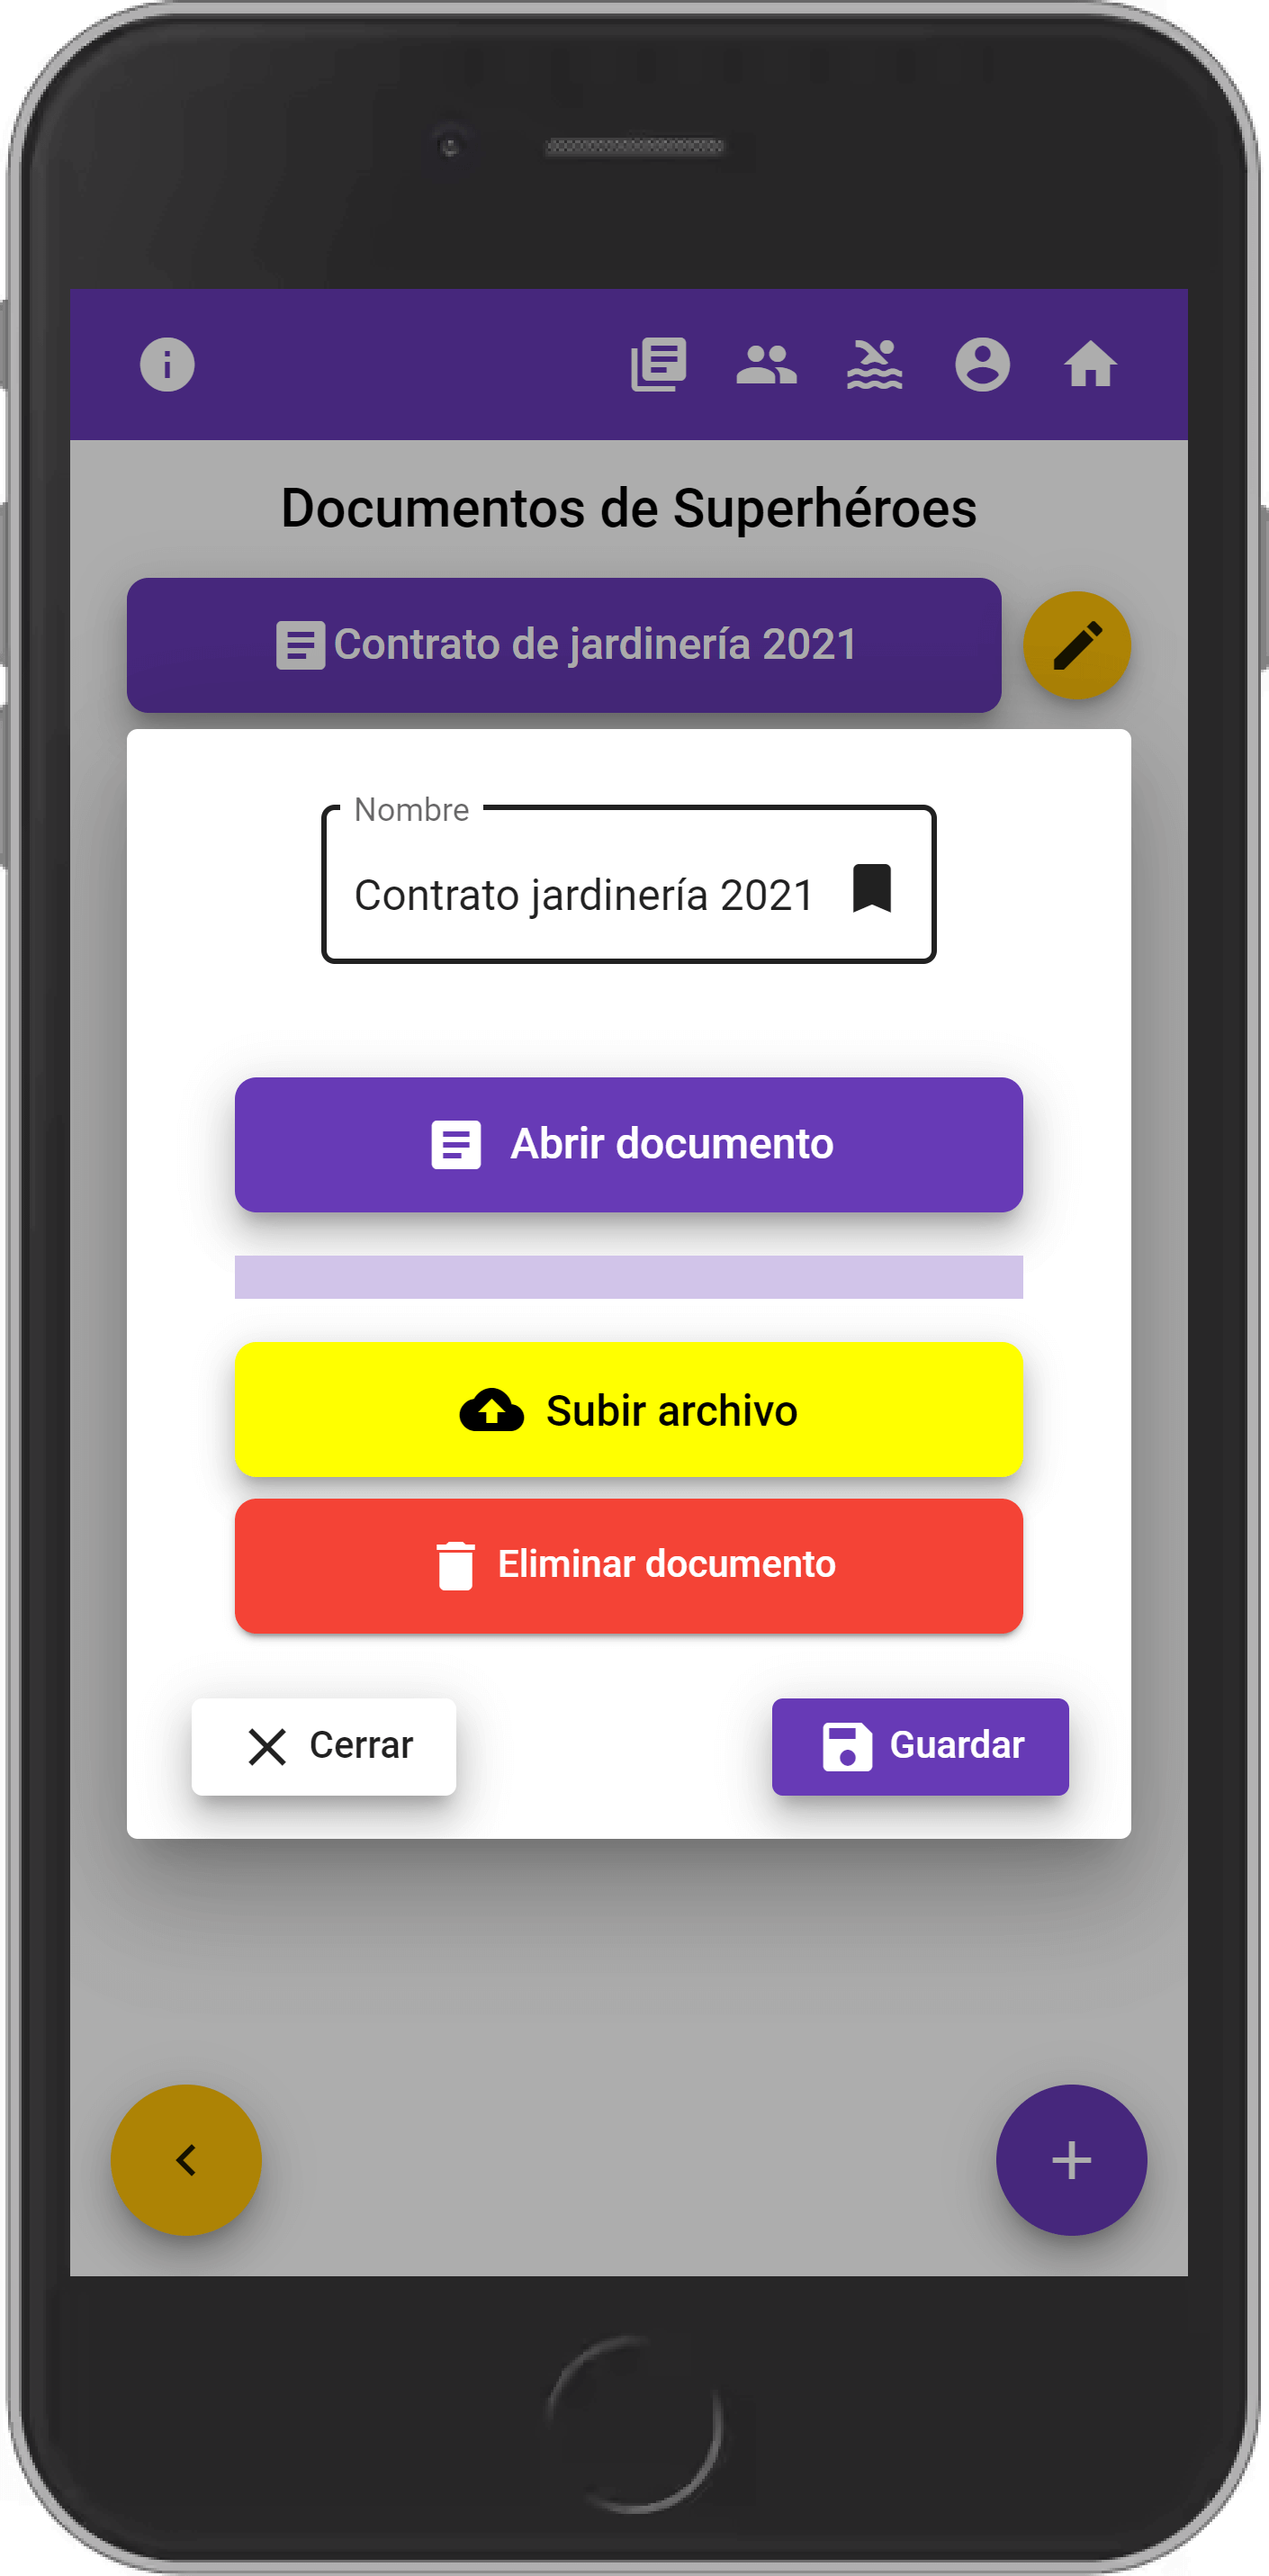 Documentos de Superhéroes
Contrato de jardinería 2021
Nombre
Contrato jardinería 2021
Abrir documento
Subir archivo
Eliminar documento
Cerrar
Guardar